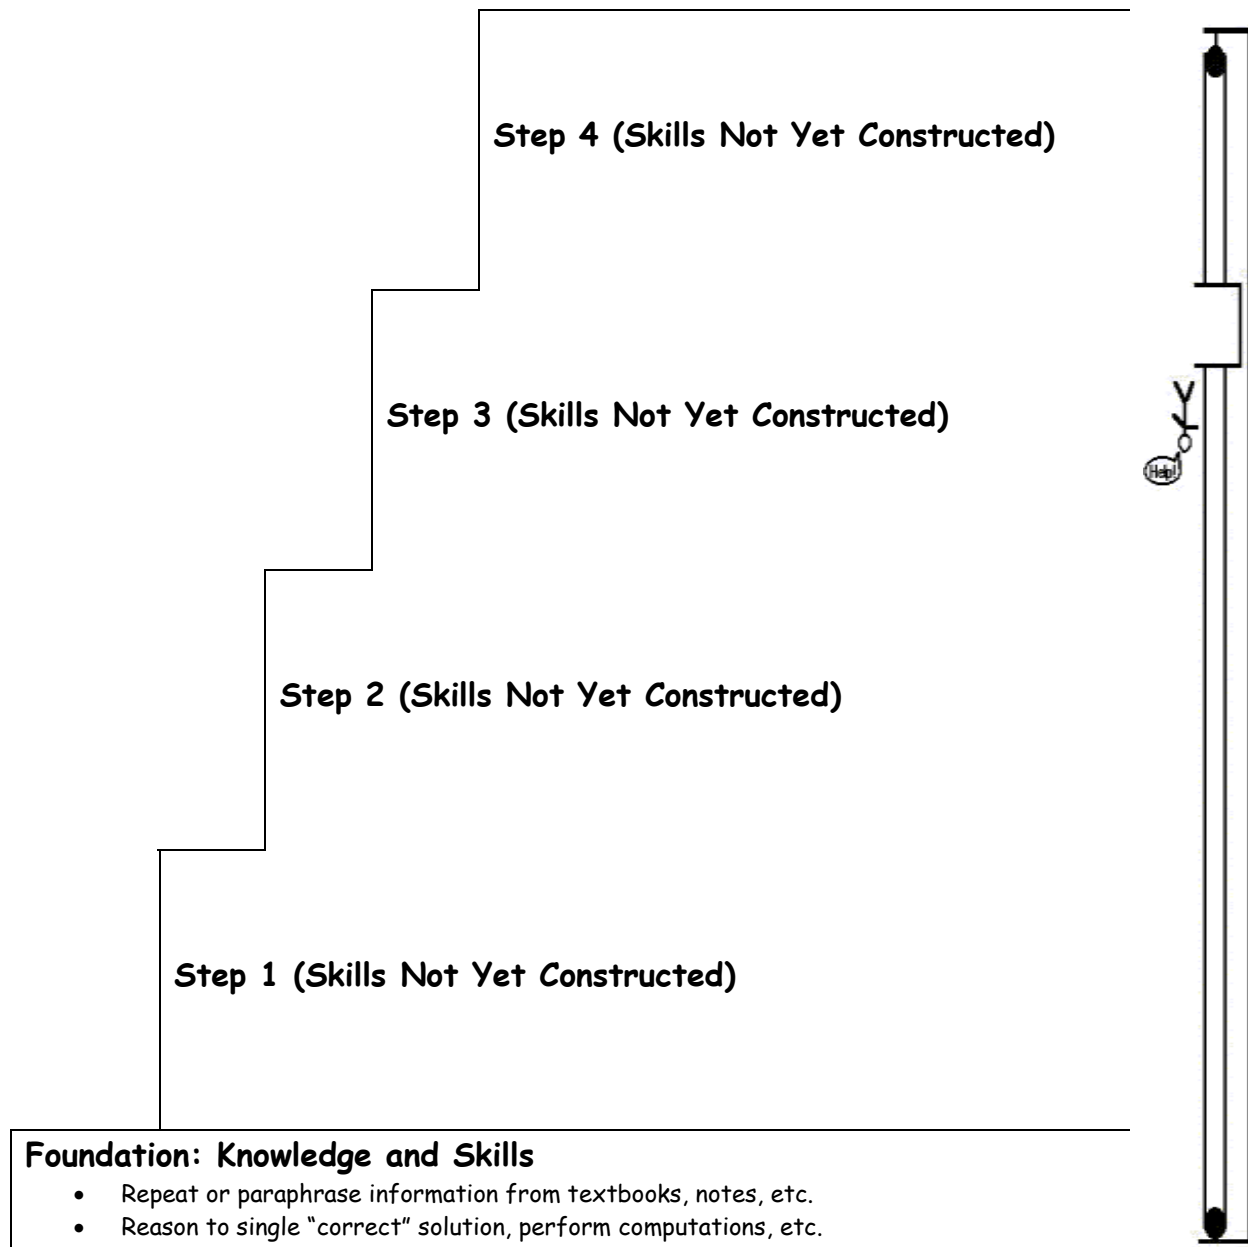 Step 4 (Skills Not Yet Constructed)
Step 3 (Skills Not Yet Constructed)
Help!
Step 2 (Skills Not Yet Constructed)
Step 1 (Skills Not Yet Constructed)
Foundation: Knowledge and Skills
• Repeat or paraphrase information from textbooks, notes, etc.
• Reason to single “correct” solution, perform computations, etc.